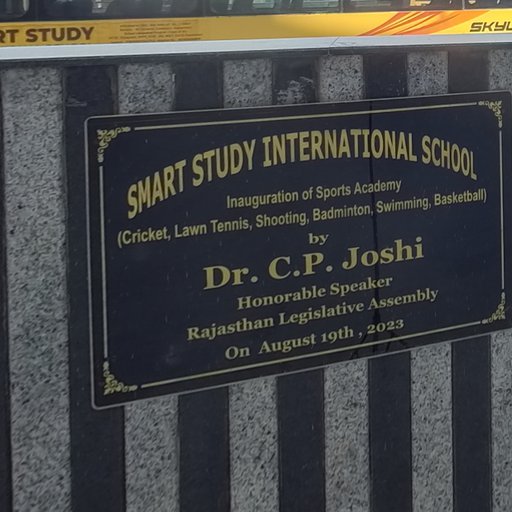 RT STUDY
SKYL
SMART STUDY INTERNATIONAL SCHOOL
Inauguration of Sports Academy
(Cricket, Lawn Tennis, Shooting, Badminton, Swimming, Basketball)
by
Dr. C.P. Joshi
Honorable Speaker
Rajasthan Legislative Assembly
On August 19th , 2023